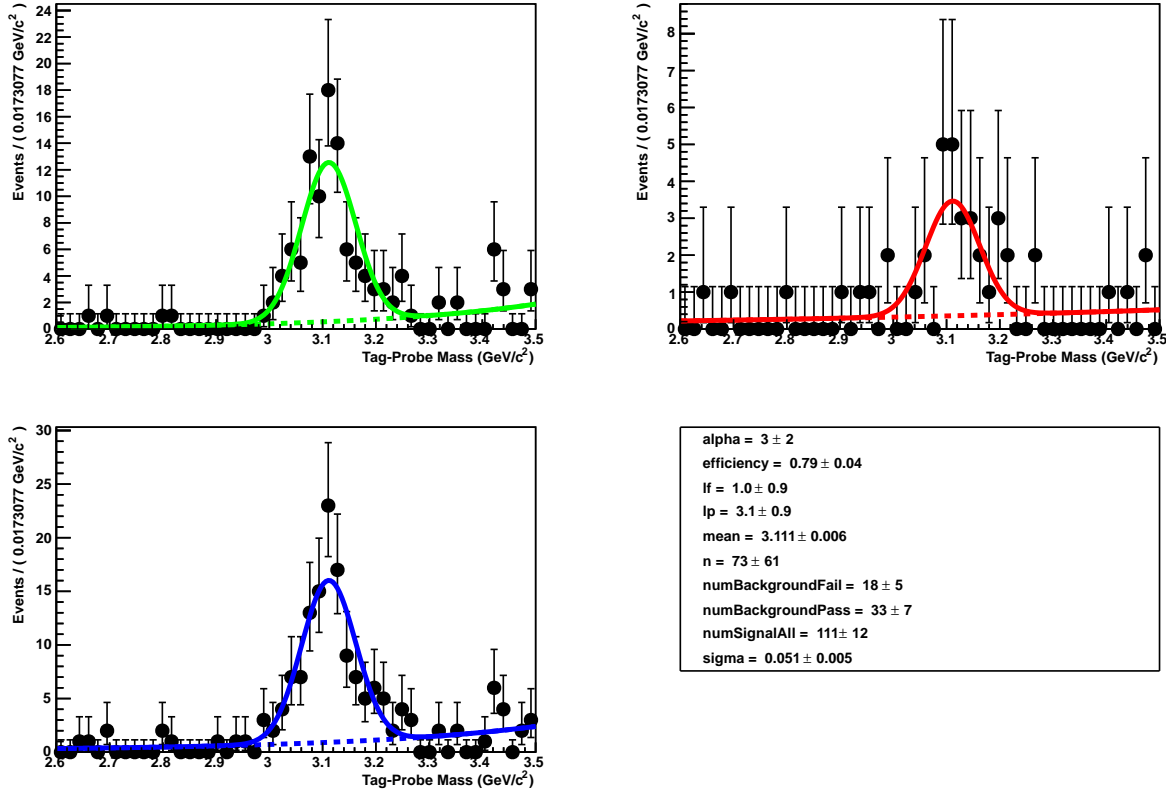 24
22
20
18
16
14
12
10
8
6
4
2
0
Events / ( 0.0173077 GeV/c²)
2.6 2.7 2.8 2.9 3 3.1 3.2 3.3 3.4 3.5
Tag-Probe Mass (GeV/c²)
8
7
6
5
4
3
2
1
0
Events / ( 0.0173077 GeV/c²)
2.6 2.7 2.8 2.9 3 3.1 3.2 3.3 3.4 3.5
Tag-Probe Mass (GeV/c²)
30
25
20
15
10
5
0
Events / ( 0.0173077 GeV/c²)
2.6 2.7 2.8 2.9 3 3.1 3.2 3.3 3.4 3.5
Tag-Probe Mass (GeV/c²)
alpha = 3 ± 2
efficiency = 0.79 ± 0.04
lf = 1.0 ± 0.9
lp = 3.1 ± 0.9
mean = 3.111 ± 0.006
n = 73 ± 61
numBackgroundFail = 18 ± 5
numBackgroundPass = 33 ± 7
numSignalAll = 111 ± 12
sigma = 0.051 ± 0.005